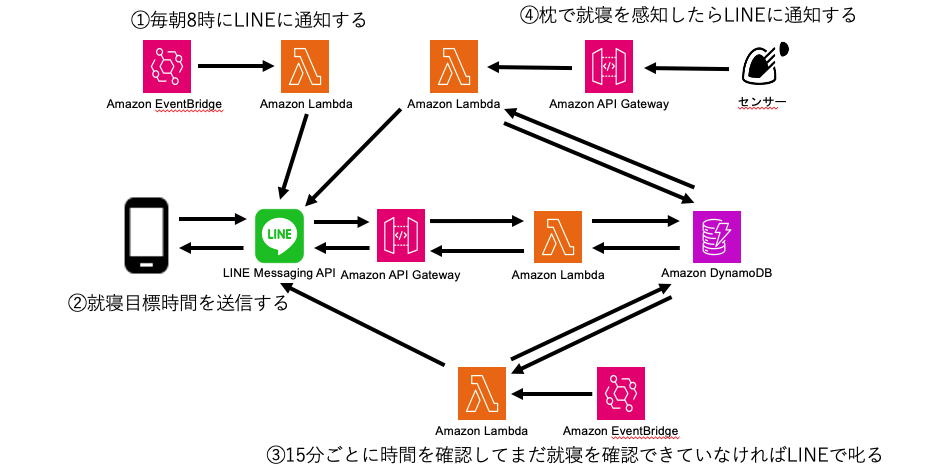 ①毎朝8時にLINEに通知する
④枕で就寝を感知したらLINEに通知する
Amazon EventBridge
Amazon Lambda
Amazon Lambda
Amazon API Gateway
センサー
LINE
LINE Messaging API
Amazon API Gateway
Amazon Lambda
Amazon DynamoDB
②就寝目標時間を送信する
Amazon Lambda
Amazon EventBridge
③15分ごとに時間を確認してまだ就寝を確認できていなければLINEで叱る